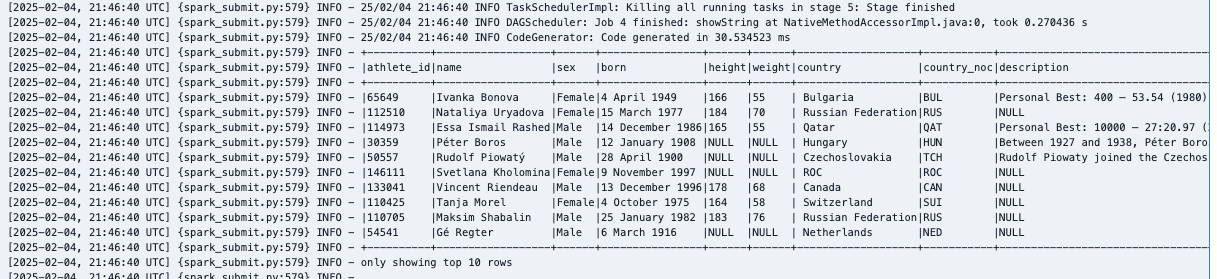 [2025-02-04, 21:46:40 UTC] {spark_submit.py:579} INFO - 25/02/04 21:46:40 INFO TaskSchedulerImpl: Killing all running tasks in stage 5: Stage finished
[2025-02-04, 21:46:40 UTC] {spark_submit.py:579} INFO - 25/02/04 21:46:40 INFO DAGScheduler: Job 4 finished: showString at NativeMethodAccessorImpl.java:0, took 0.270436 s
[2025-02-04, 21:46:40 UTC] {spark_submit.py:579} INFO - 25/02/04 21:46:40 INFO CodeGenerator: Code generated in 30.534523 ms
[2025-02-04, 21:46:40 UTC] {spark_submit.py:579} INFO - +-----------+------------------+------+----------------+------+------+------------------+-----------+--------------------------------
[2025-02-04, 21:46:40 UTC] {spark_submit.py:579} INFO - |athlete_id|name |sex |born |height|weight|country |country_noc|description
[2025-02-04, 21:46:40 UTC] {spark_submit.py:579} INFO - +-----------+------------------+------+----------------+------+------+------------------+-----------+--------------------------------
[2025-02-04, 21:46:40 UTC] {spark_submit.py:579} INFO - |65649 |Ivanka Bonova |Female|4 April 1949 |166 |55 | Bulgaria |BUL |Personal Best: 400 – 53.54 (1980)
[2025-02-04, 21:46:40 UTC] {spark_submit.py:579} INFO - |112510 |Nataliya Uryadova |Female|15 March 1977 |184 |70 | Russian Federation|RUS |NULL
[2025-02-04, 21:46:40 UTC] {spark_submit.py:579} INFO - |114973 |Essa Ismail Rashed|Male |14 December 1986|165 |55 | Qatar |QAT |Personal Best: 10000 – 27:20.97 (
[2025-02-04, 21:46:40 UTC] {spark_submit.py:579} INFO - |30359 |Péter Boros |Male |12 January 1908 |NULL |NULL | Hungary |HUN |Between 1927 and 1938, Péter Boro
[2025-02-04, 21:46:40 UTC] {spark_submit.py:579} INFO - |50557 |Rudolf Piowatý |Male |28 April 1900 |NULL |NULL | Czechoslovakia |TCH |Rudolf Piowaty joined the Czechos
[2025-02-04, 21:46:40 UTC] {spark_submit.py:579} INFO - |146111 |Svetlana Kholomina|Female|9 November 1997 |NULL |NULL | ROC |ROC |NULL
[2025-02-04, 21:46:40 UTC] {spark_submit.py:579} INFO - |133041 |Vincent Riendeau |Male |13 December 1996|178 |68 | Canada |CAN |NULL
[2025-02-04, 21:46:40 UTC] {spark_submit.py:579} INFO - |110425 |Tanja Morel |Female|4 October 1975 |164 |58 | Switzerland |SUI |NULL
[2025-02-04, 21:46:40 UTC] {spark_submit.py:579} INFO - |110705 |Maksim Shabalin |Male |25 January 1982 |183 |76 | Russian Federation|RUS |NULL
[2025-02-04, 21:46:40 UTC] {spark_submit.py:579} INFO - |54541 |Gé Regter |Male |6 March 1916 |NULL |NULL | Netherlands |NED |NULL
[2025-02-04, 21:46:40 UTC] {spark_submit.py:579} INFO - +-----------+------------------+------+----------------+------+------+------------------+-----------+--------------------------------
[2025-02-04, 21:46:40 UTC] {spark_submit.py:579} INFO - only showing top 10 rows
[2025-02-04, 21:46:40 UTC] {spark_submit.py:579} INFO -